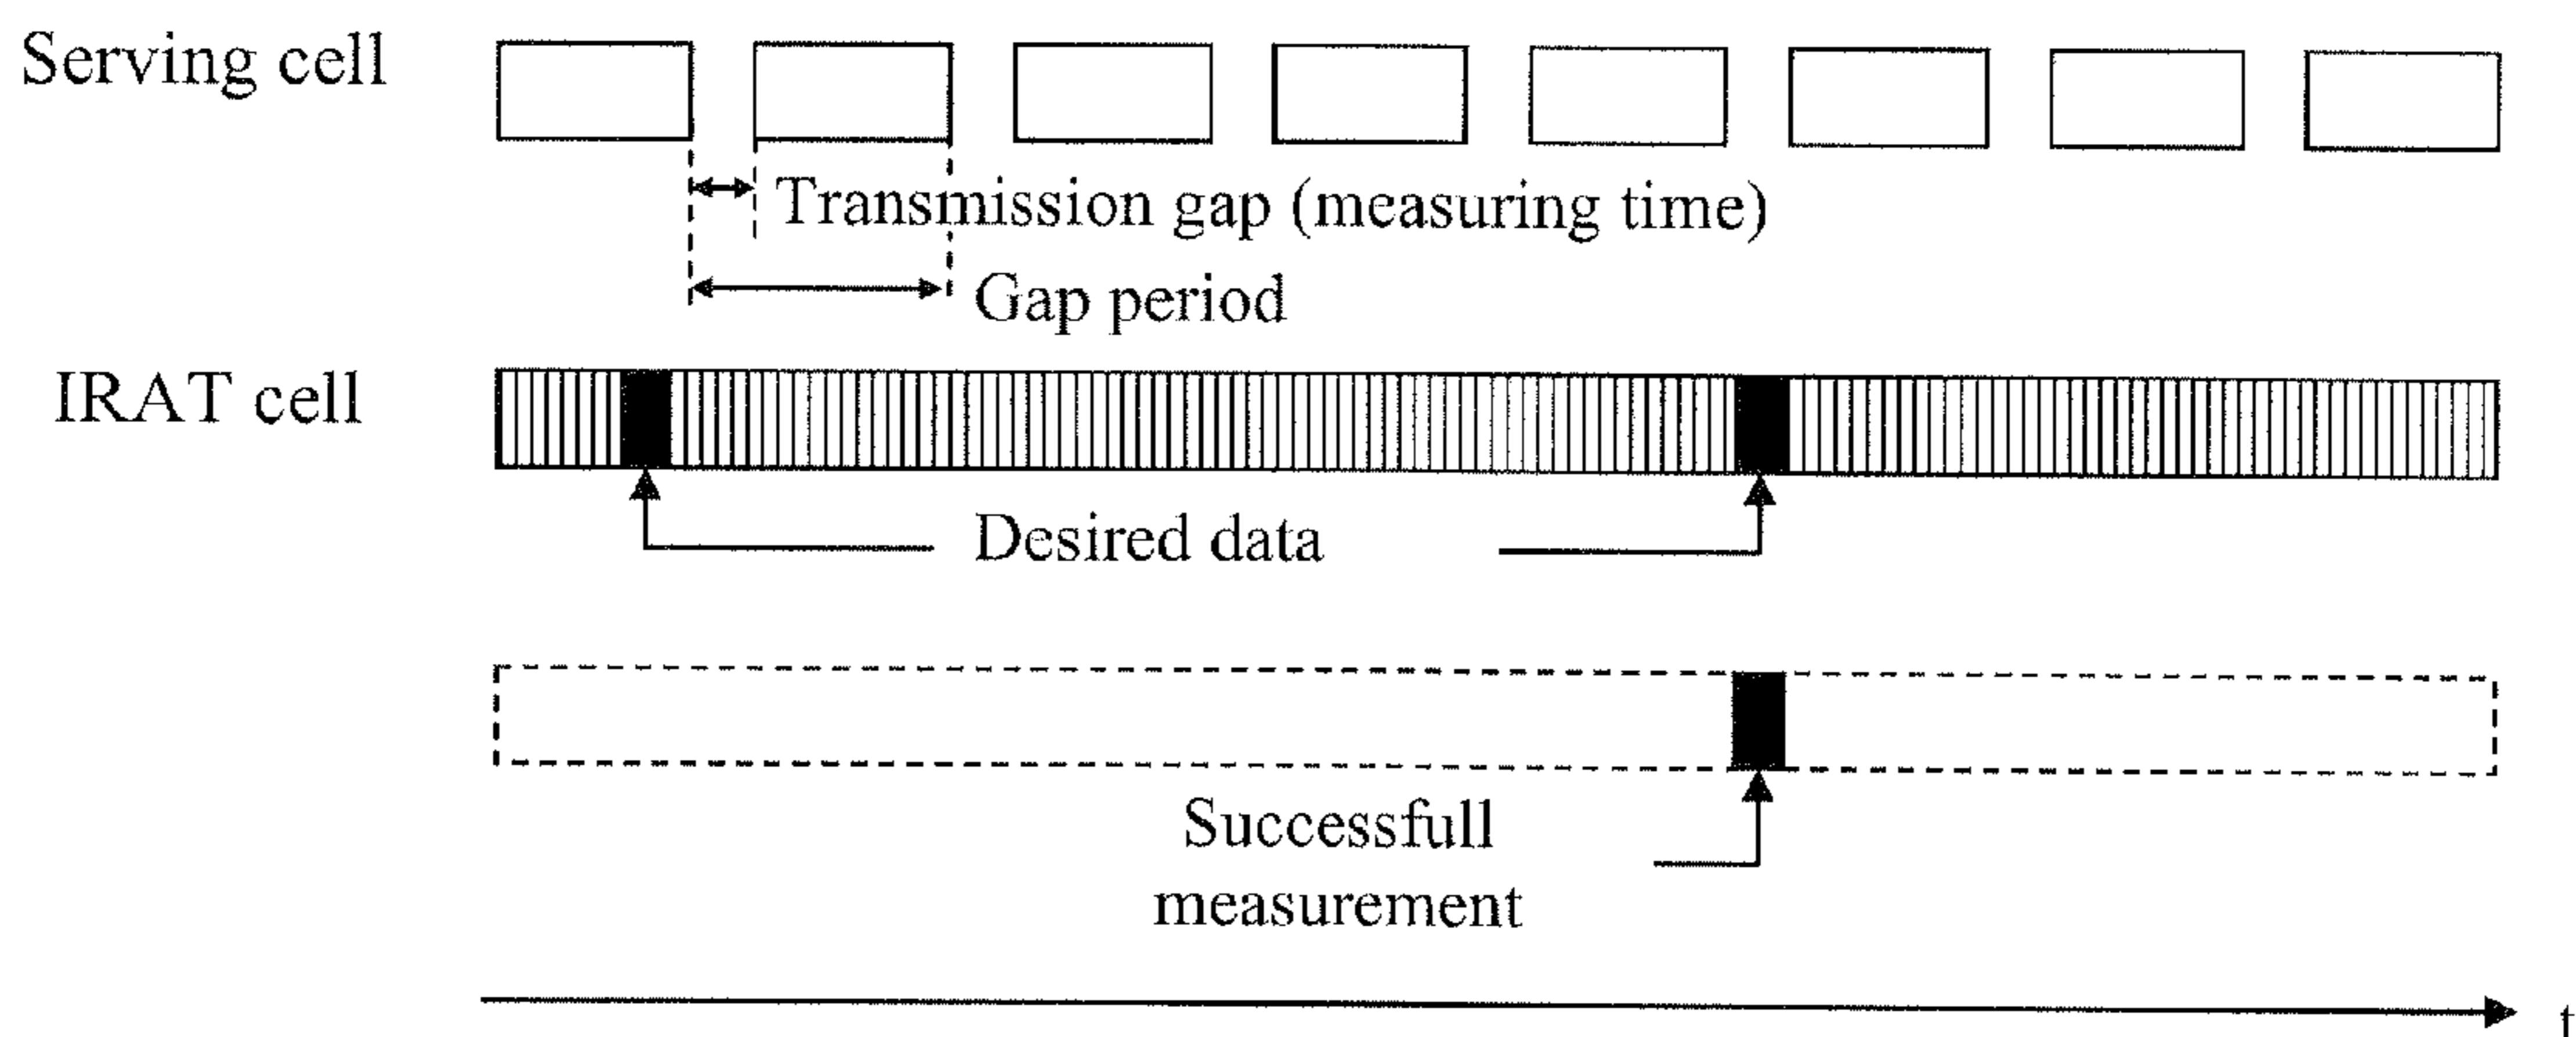 Serving cell
Transmission gap (measuring time)
Gap period
IRAT cell
Desired data
Successfull
measurement
t